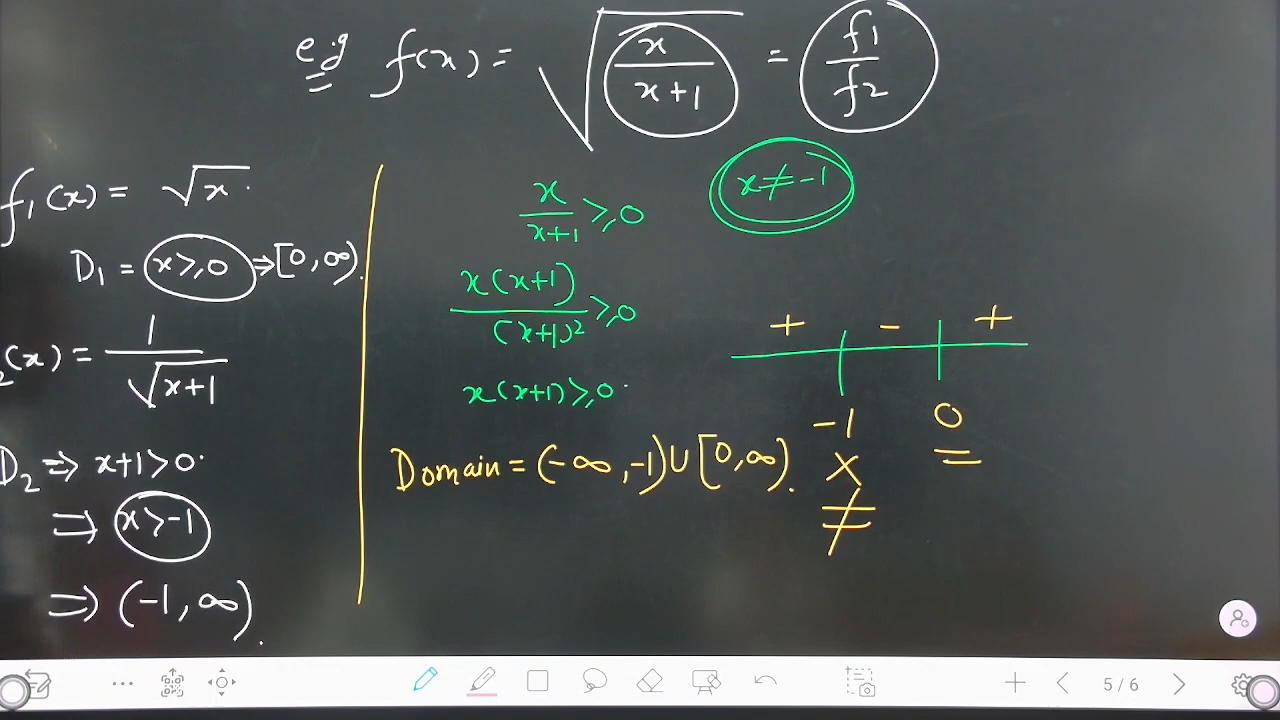 e.g f(x) = √(x/(x+1)) = f1/f2
f₁(x) = √x.
D₁ = x ≥ 0 ⇒ [0, ∞).
₂(x) = 1/√(x+1)
D₂ ⇒ x+1 > 0.
⇒ x > -1
⇒ (-1, ∞).
x ≠ -1
x/(x+1) ≥ 0
x(x+1)/(x+1)² ≥ 0
x(x+1) ≥ 0.
+ - +
-1 0
× =
≠
Domain = (-∞, -1) ∪ [0, ∞).
5/6